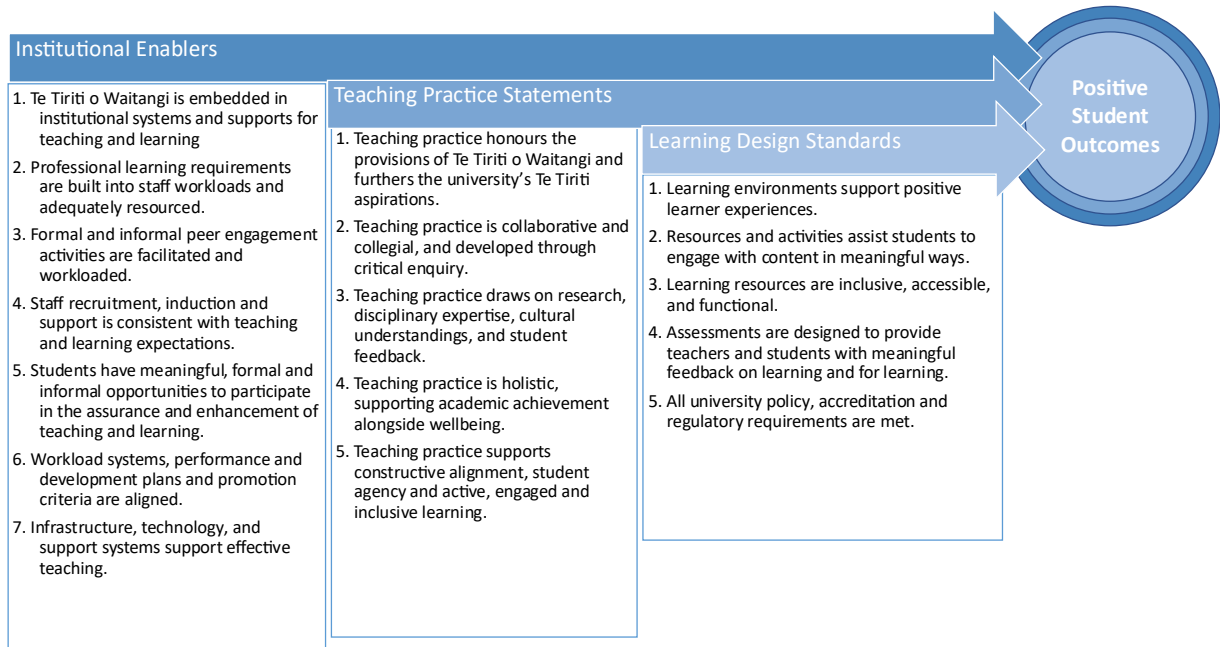 Institutional Enablers
1. Te Tiriti o Waitangi is embedded in
institutional systems and supports for
teaching and learning
2. Professional learning requirements
are built into staff workloads and
adequately resourced.
3. Formal and informal peer engagement
activities are facilitated and
workloaded.
4. Staff recruitment, induction and
support is consistent with teaching
and learning expectations.
5. Students have meaningful, formal and
informal opportunities to participate
in the assurance and enhancement of
teaching and learning.
6. Workload systems, performance and
development plans and promotion
criteria are aligned.
7. Infrastructure, technology, and
support systems support effective
teaching.
Teaching Practice Statements
1. Teaching practice honours the
provisions of Te Tiriti o Waitangi and
furthers the university’s Te Tiriti
aspirations.
2. Teaching practice is collaborative and
collegial, and developed through
critical enquiry.
3. Teaching practice draws on research,
disciplinary expertise, cultural
understandings, and student
feedback.
4. Teaching practice is holistic,
supporting academic achievement
alongside wellbeing.
5. Teaching practice supports
constructive alignment, student
agency and active, engaged and
inclusive learning.
Learning Design Standards
1. Learning environments support positive
learner experiences.
2. Resources and activities assist students to
engage with content in meaningful ways.
3. Learning resources are inclusive, accessible,
and functional.
4. Assessments are designed to provide
teachers and students with meaningful
feedback on learning and for learning.
5. All university policy, accreditation and
regulatory requirements are met.
Positive
Student
Outcomes